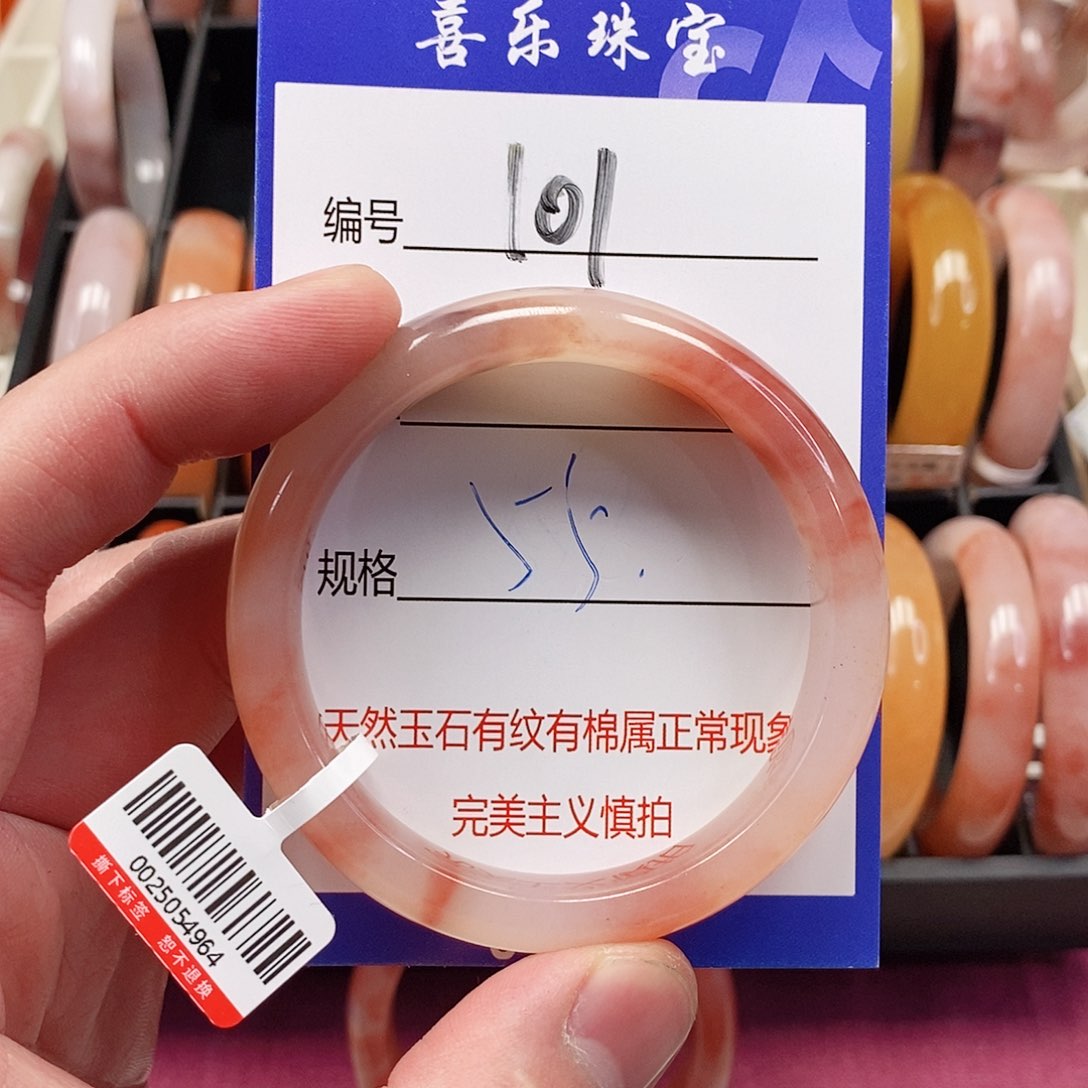 喜乐珠宝
编号 101
规格 55.
天然玉石有纹有棉属正常现象
完美主义慎拍
0025054964
撕下标签 恕不退换